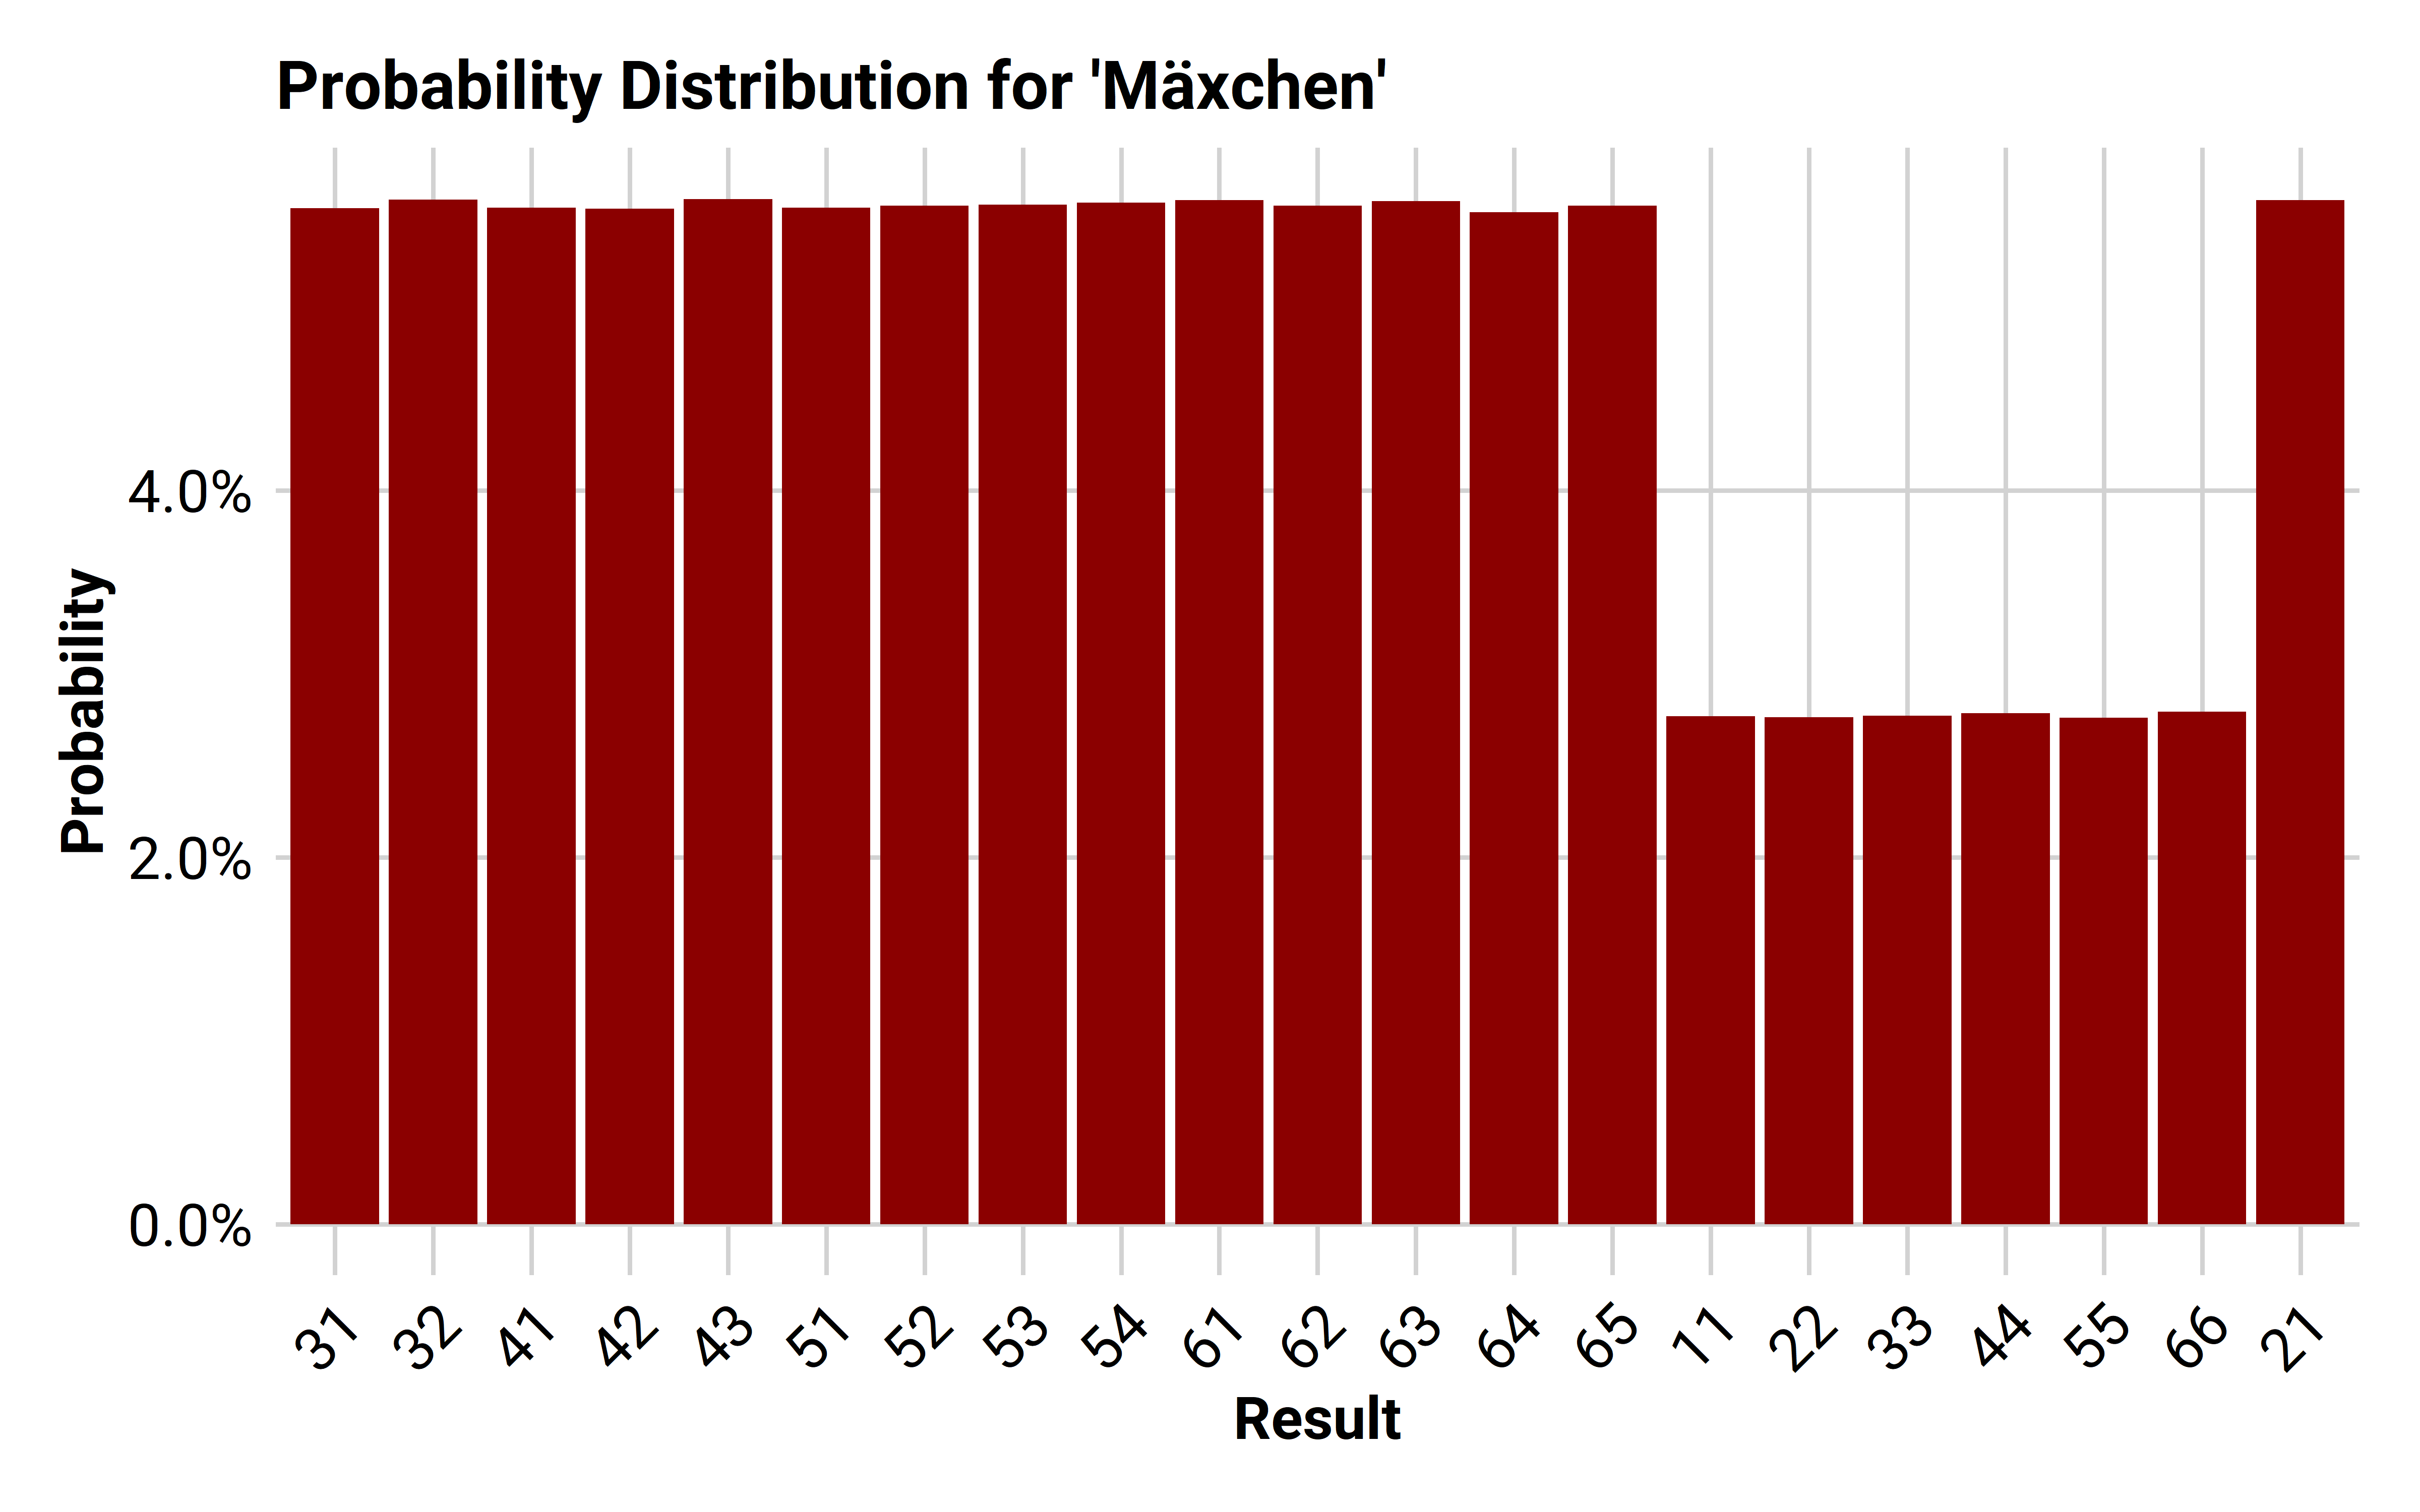 Probability Distribution for 'Mäxchen'
Probability
4.0%
2.0%
0.0%
31 32 41 42 43 51 52 53 54 61 62 63 64 65 11 22 33 44 55 66 21
Result